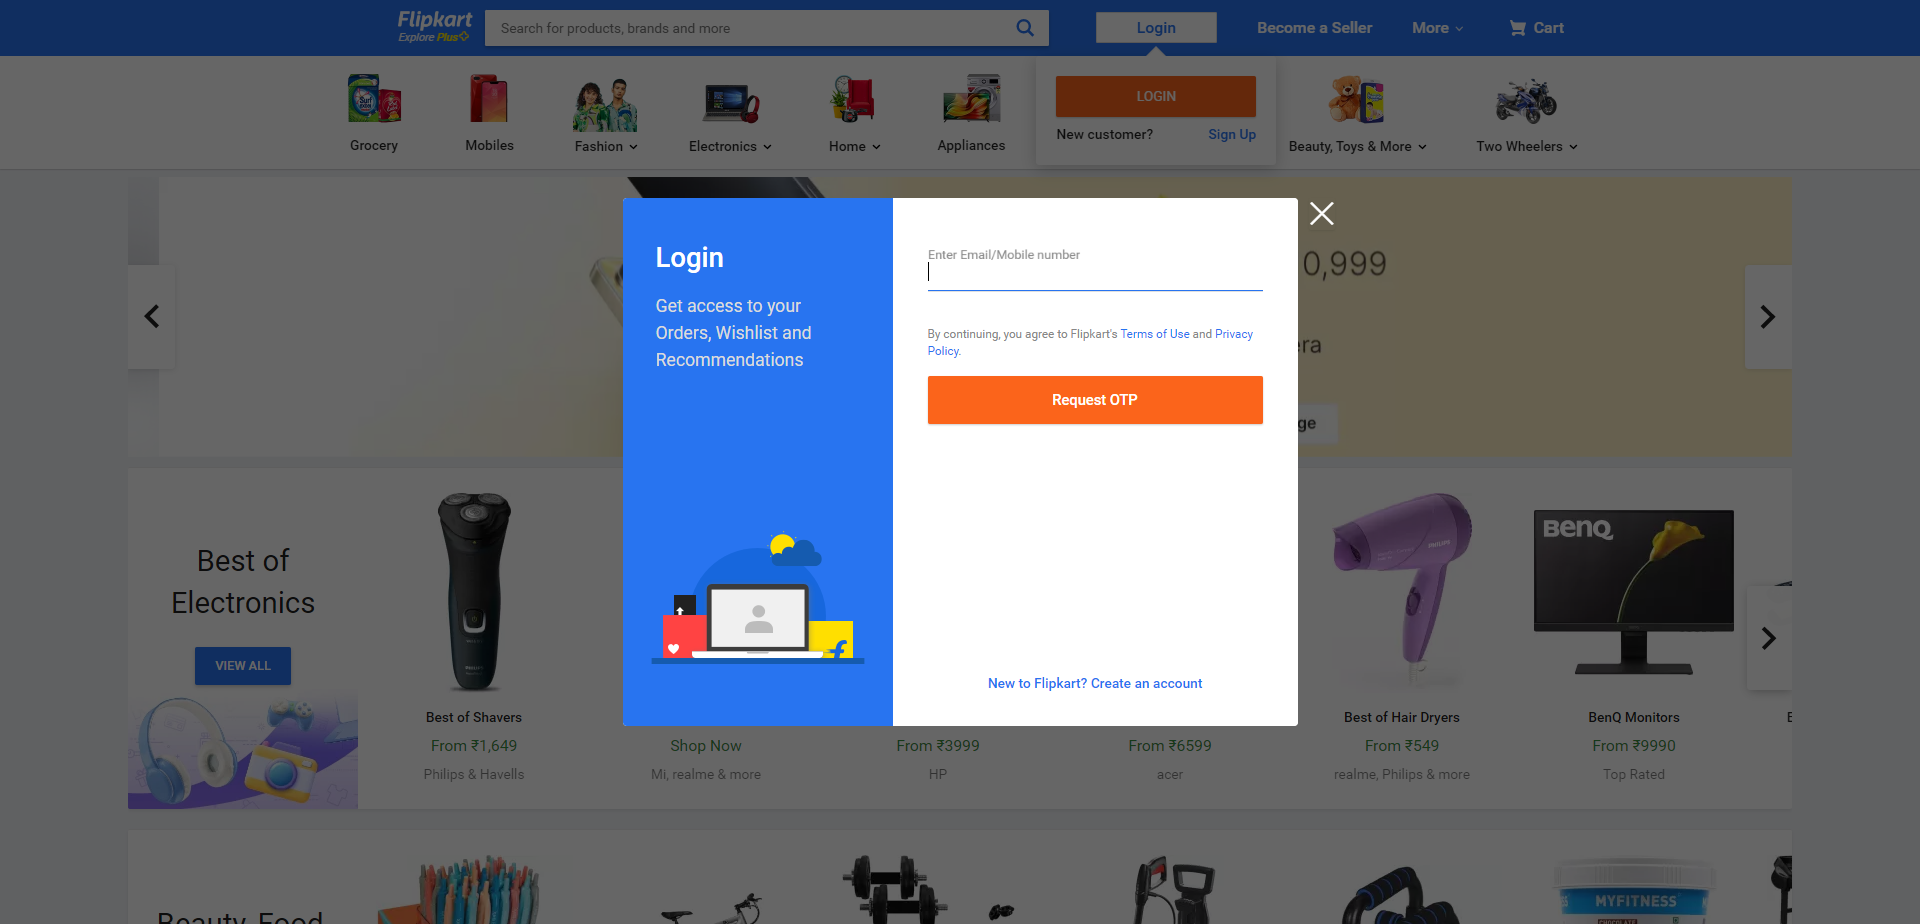 Flipkart
Explore Plus
Search for products, brands and more
Login
Become a Seller
More
Cart
LOGIN
New customer?
Sign Up
Grocery
Mobiles
Fashion
Electronics
Home
Appliances
Beauty, Toys & More
Two Wheelers
Login
Get access to your
Orders, Wishlist and
Recommendations
Enter Email/Mobile number
By continuing, you agree to Flipkart's Terms of Use and Privacy
Policy.
Request OTP
New to Flipkart? Create an account
0,999
era
ge
Best of
Electronics
VIEW ALL
BenQ
Best of Shavers
From ₹1,649
Philips & Havells
Shop Now
Mi, realme & more
From ₹3999
HP
From ₹6599
acer
Best of Hair Dryers
From ₹549
realme, Philips & more
BenQ Monitors
From ₹9990
Top Rated
Beauty, Food
MYFITNESS
CHOCOLATE